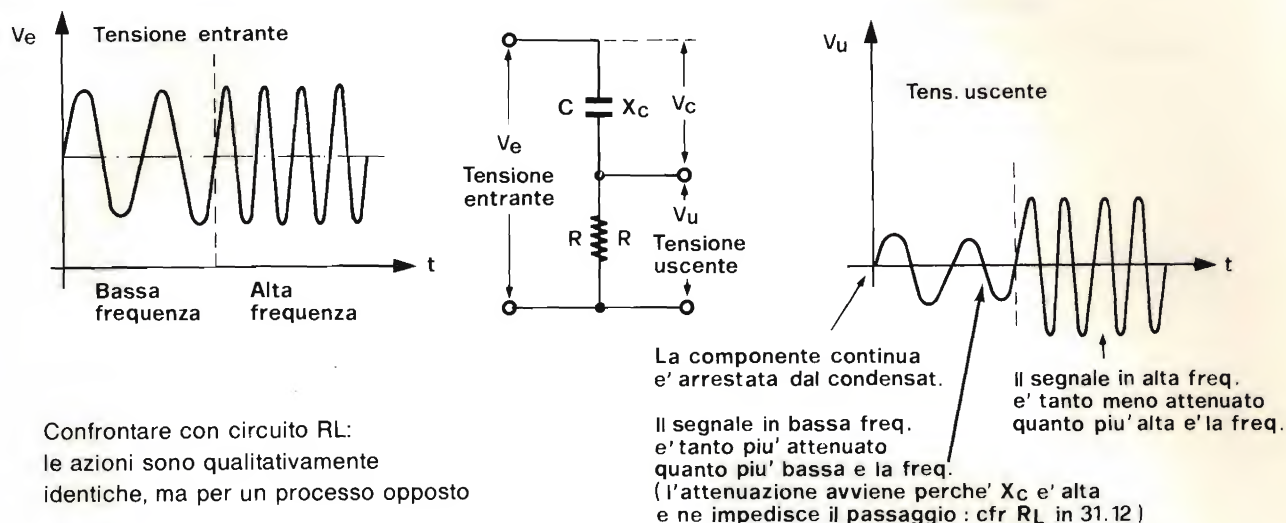 Ve
Tensione entrante
t
Bassa
frequenza
Alta
frequenza
C
Xc
Vc
Ve
Tensione
entrante
R
R
Vu
Tensione
uscente
Vu
Tens. uscente
t
La componente continua
e' arrestata dal condensat.
Il segnale in bassa freq.
e' tanto piu' attenuato
quanto piu' bassa e la freq.
(l'attenuazione avviene perche' Xc e' alta
e ne impedisce il passaggio : cfr RL in 31.12)
Il segnale in alta freq.
e' tanto meno attenuato
quanto piu' alta e' la freq.
Confrontare con circuito RL:
le azioni sono qualitativamente
identiche, ma per un processo opposto